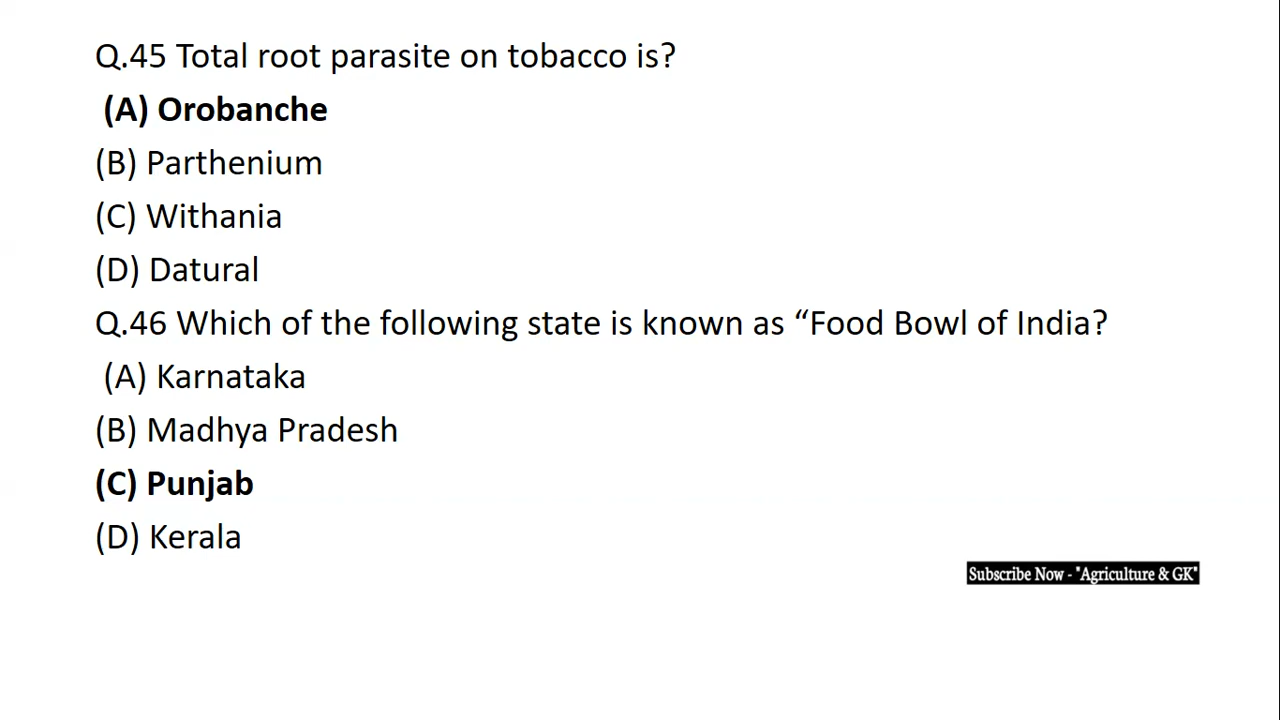 Q.45 Total root parasite on tobacco is?
(A) Orobanche
(B) Parthenium
(C) Withania
(D) Datural
Q.46 Which of the following state is known as “Food Bowl of India?
(A) Karnataka
(B) Madhya Pradesh
(C) Punjab
(D) Kerala
Subscribe Now - "Agriculture & GK"